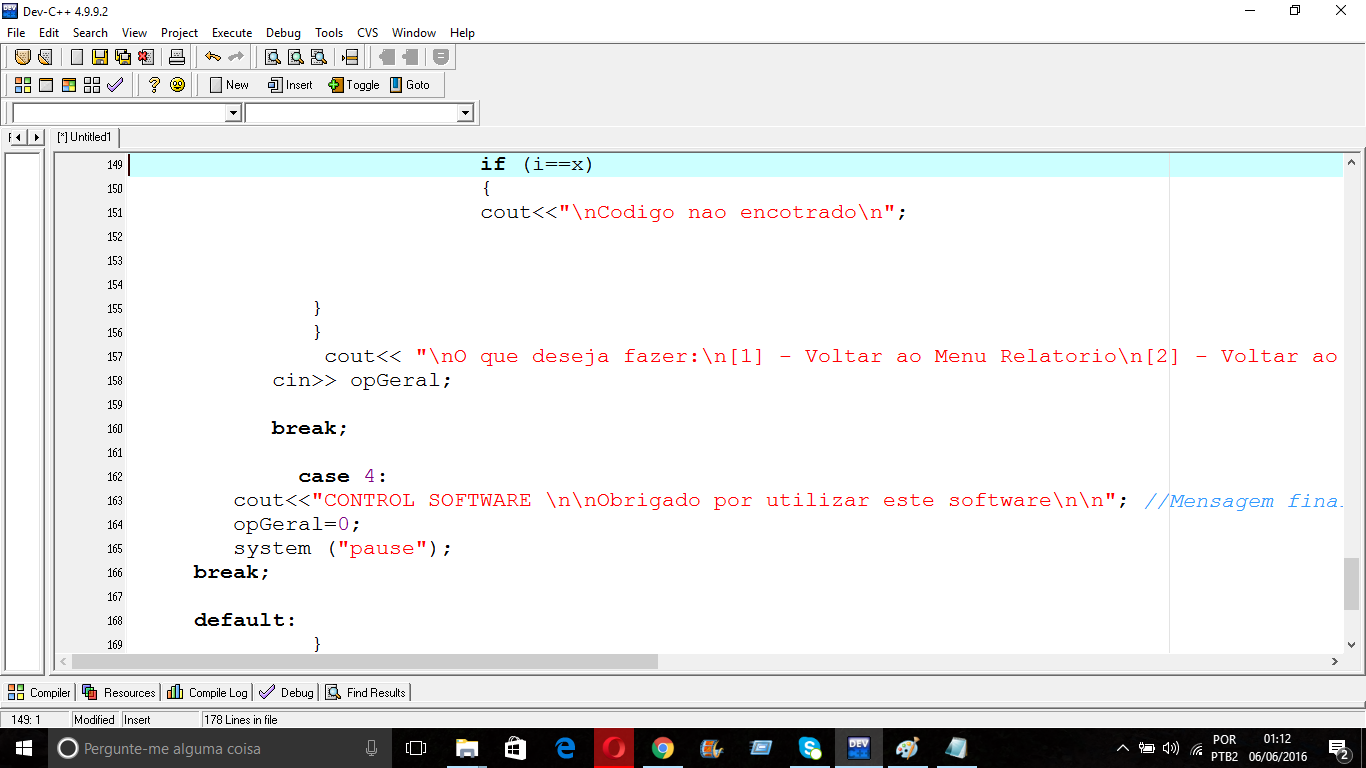 Dev-C++ 4.9.9.2
File Edit Search View Project Execute Debug Tools CVS Window Help
New Insert Toggle Goto
[*] Untitled1
149 if (i==x)
150 {
151 cout<<"\nCodigo nao encotrado\n";
152
153
154
155 }
156 }
157 cout<< "\nO que deseja fazer:\n[1] - Voltar ao Menu Relatorio\n[2] - Voltar ao
158 cin>> opGeral;
159
160 break;
161
162 case 4:
163 cout<<"CONTROL SOFTWARE \n\nObrigado por utilizar este software\n\n"; //Mensagem fina
164 opGeral=0;
165 system ("pause");
166 break;
167
168 default:
169 }
Compiler Resources Compile Log Debug Find Results
149: 1 Modified Insert 178 Lines in file
Pergunte-me alguma coisa
DEV
POR 01:12
PTB2 06/06/2016
2